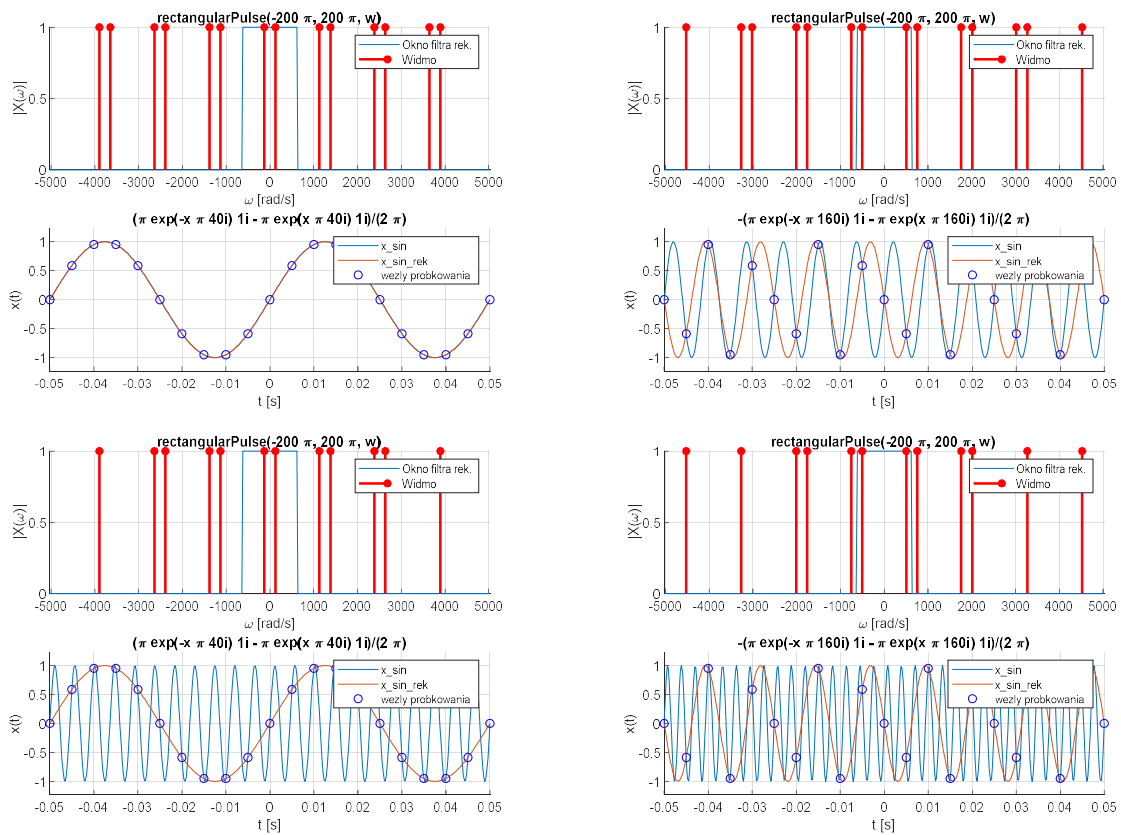 rectangularPulse(-200 π, 200 π, w)
1
0.5
0
|X(ω)|
Okno filtra rek.
Widmo
-5000 -4000 -3000 -2000 -1000 0 1000 2000 3000 4000 5000
ω [rad/s]
(π exp(-x π 40i) 1i - π exp(x π 40i) 1i)/(2 π)
1
0.5
0
-0.5
-1
x(t)
x_sin
x_sin_rek
wezly probkowania
-0.05 -0.04 -0.03 -0.02 -0.01 0 0.01 0.02 0.03 0.04 0.05
t [s]
rectangularPulse(-200 π, 200 π, w)
1
0.5
0
|X(ω)|
Okno filtra rek.
Widmo
-5000 -4000 -3000 -2000 -1000 0 1000 2000 3000 4000 5000
ω [rad/s]
-(π exp(-x π 160i) 1i - π exp(x π 160i) 1i)/(2 π)
1
0.5
0
-0.5
-1
x(t)
x_sin
x_sin_rek
wezly probkowania
-0.05 -0.04 -0.03 -0.02 -0.01 0 0.01 0.02 0.03 0.04 0.05
t [s]
rectangularPulse(-200 π, 200 π, w)
1
0.5
0
|X(ω)|
Okno filtra rek.
Widmo
-5000 -4000 -3000 -2000 -1000 0 1000 2000 3000 4000 5000
ω [rad/s]
(π exp(-x π 40i) 1i - π exp(x π 40i) 1i)/(2 π)
1
0.5
0
-0.5
-1
x(t)
x_sin
x_sin_rek
wezly probkowania
-0.05 -0.04 -0.03 -0.02 -0.01 0 0.01 0.02 0.03 0.04 0.05
t [s]
rectangularPulse(-200 π, 200 π, w)
1
0.5
0
|X(ω)|
Okno filtra rek.
Widmo
-5000 -4000 -3000 -2000 -1000 0 1000 2000 3000 4000 5000
ω [rad/s]
-(π exp(-x π 160i) 1i - π exp(x π 160i) 1i)/(2 π)
1
0.5
0
-0.5
-1
x(t)
x_sin
x_sin_rek
wezly probkowania
-0.05 -0.04 -0.03 -0.02 -0.01 0 0.01 0.02 0.03 0.04 0.05
t [s]